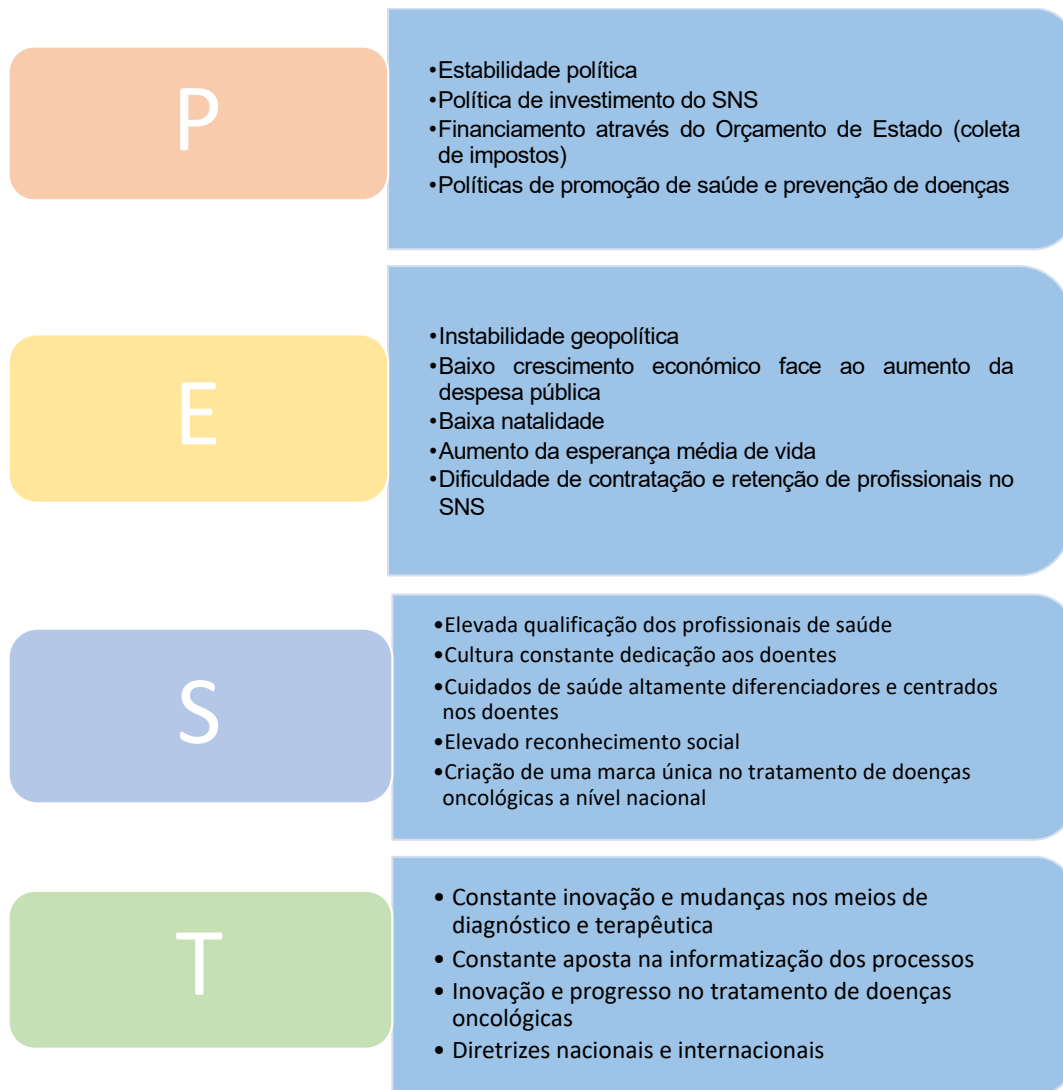 P
•Estabilidade política
•Política de investimento do SNS
•Financiamento através do Orçamento de Estado (coleta
de impostos)
•Políticas de promoção de saúde e prevenção de doenças
E
•Instabilidade geopolítica
•Baixo crescimento económico face ao aumento da
despesa pública
•Baixa natalidade
•Aumento da esperança média de vida
•Dificuldade de contratação e retenção de profissionais no
SNS
S
•Elevada qualificação dos profissionais de saúde
•Cultura constante dedicação aos doentes
•Cuidados de saúde altamente diferenciadores e centrados
nos doentes
•Elevado reconhecimento social
•Criação de uma marca única no tratamento de doenças
oncológicas a nível nacional
T
• Constante inovação e mudanças nos meios de
diagnóstico e terapêutica
• Constante aposta na informatização dos processos
• Inovação e progresso no tratamento de doenças
oncológicas
• Diretrizes nacionais e internacionais